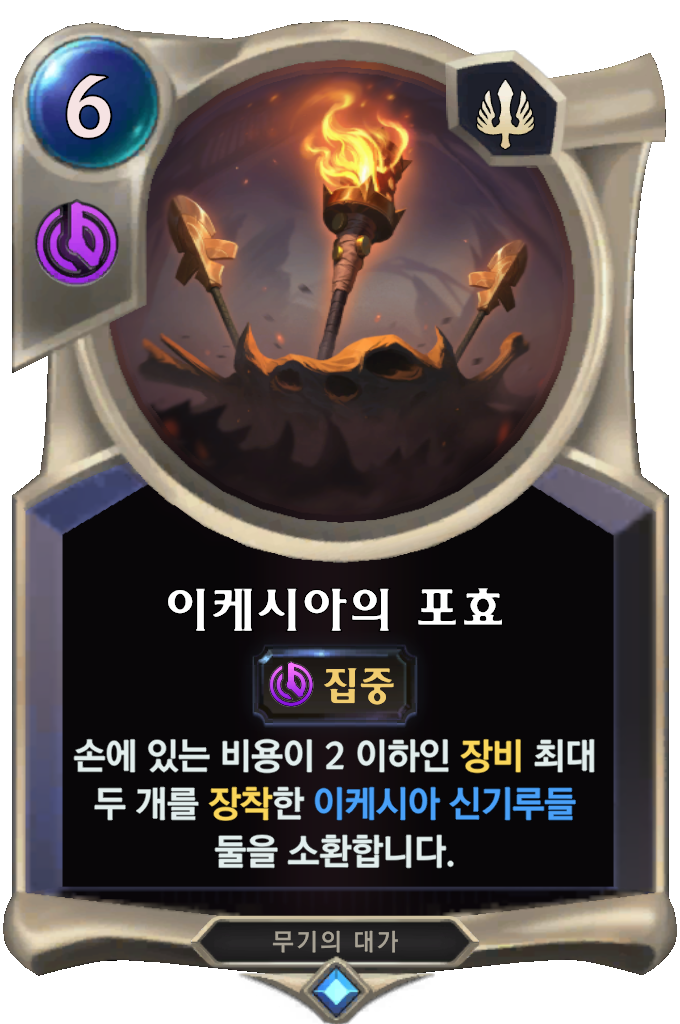 6
이케시아의 포효
집중
손에 있는 비용이 2 이하인 장비 최대
두 개를 장착한 이케시아 신기루들
둘을 소환합니다.
무기의 대가